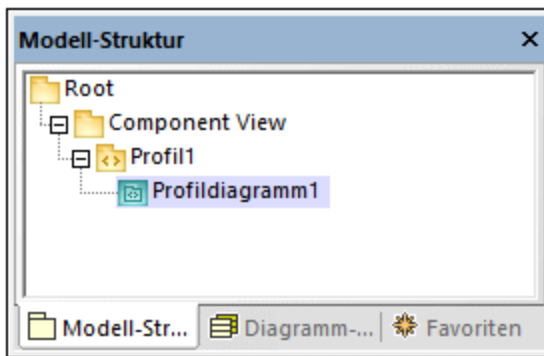 Modell-Struktur
Root
Component View
Profil1
Profildiagramm1
Modell-Str... Diagramm-... Favoriten